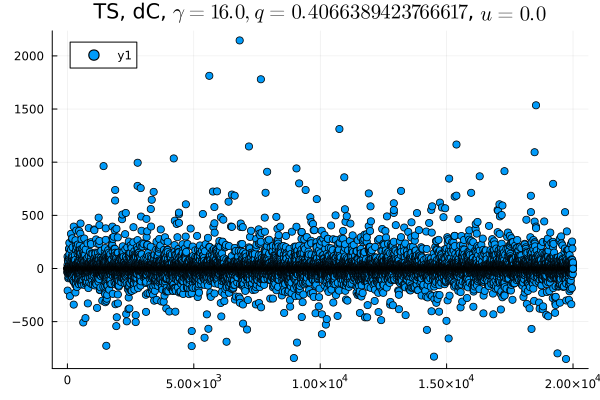 TS, dC, γ = 16.0, q = 0.4066389423766617, u = 0.0
y1
2000
1500
1000
500
0
−500
0 5.00×10³ 1.00×10⁴ 1.50×10⁴ 2.00×10⁴